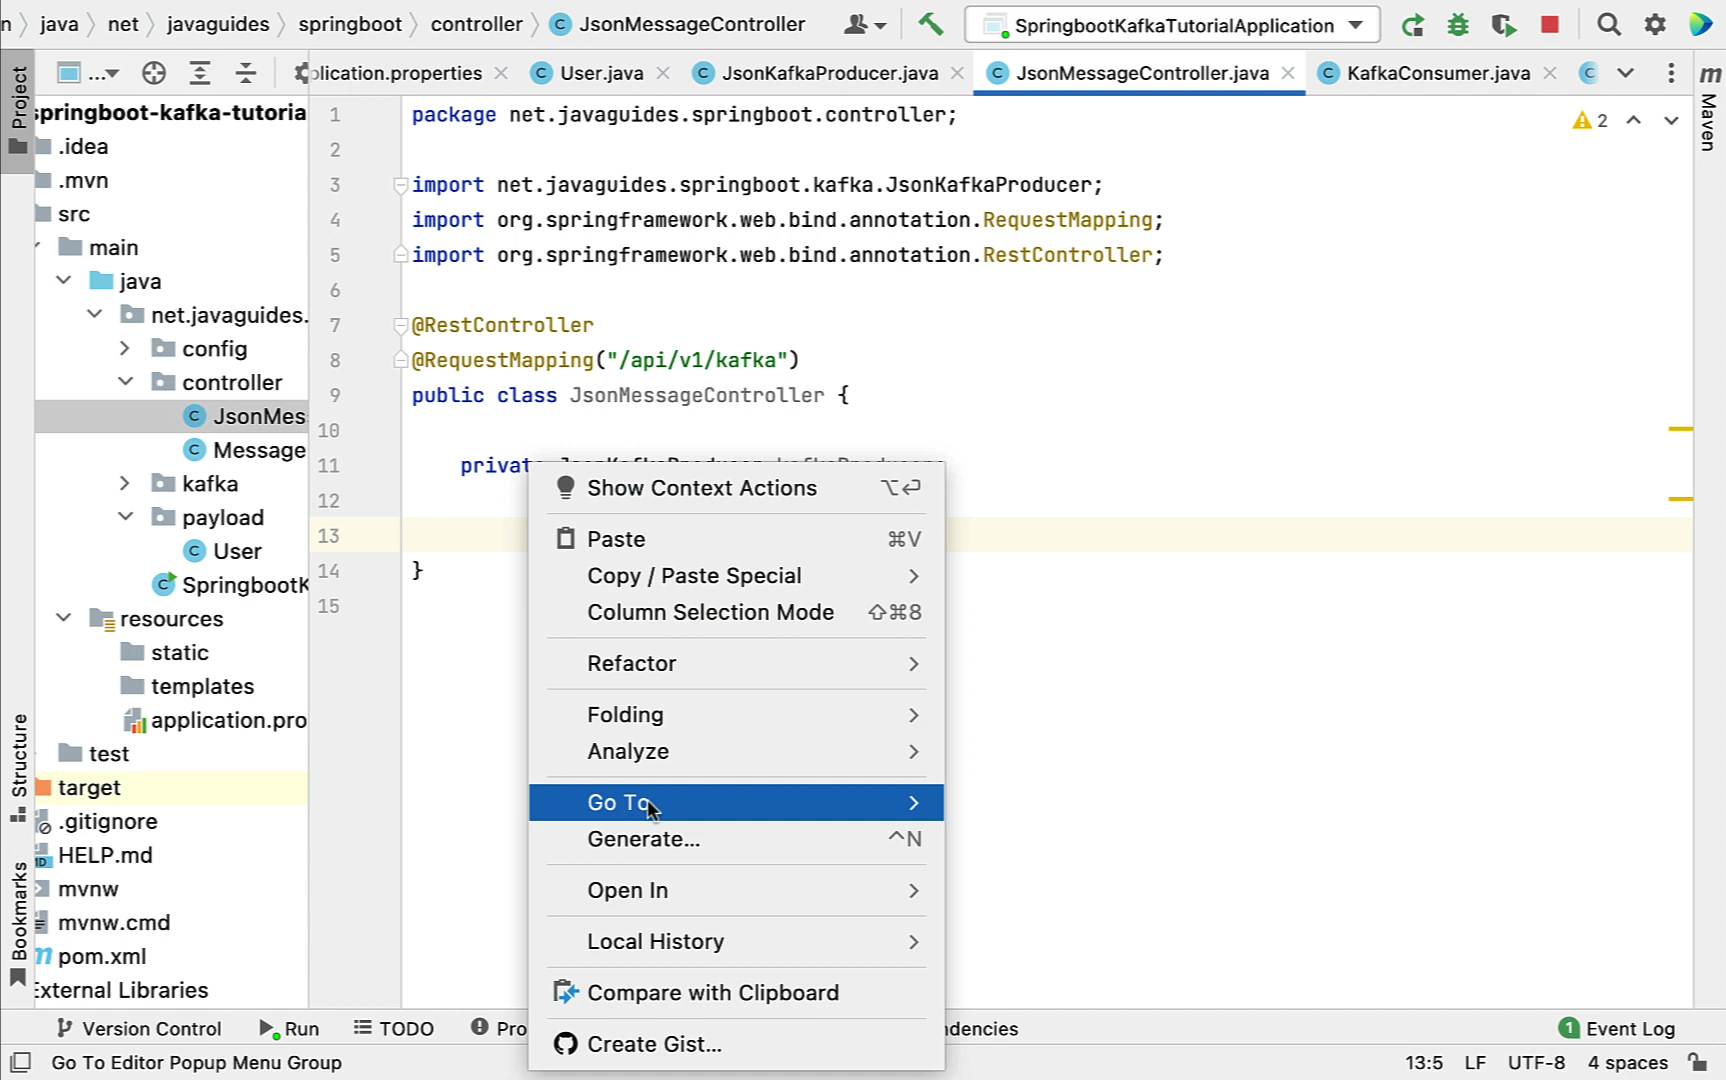 n java net javaguides springboot controller JsonMessageController
SpringbootKafkaTutorialApplication
...
plication.properties
User.java
JsonKafkaProducer.java
JsonMessageController.java
KafkaConsumer.java
Project
Structure
Bookmarks
m Maven
springboot-kafka-tutoria
.idea
.mvn
src
main
java
net.javaguides.
config
controller
JsonMes
Message
kafka
payload
User
SpringbootK
resources
static
templates
application.pro
test
target
.gitignore
HELP.md
mvnw
mvnw.cmd
pom.xml
External Libraries
1 package net.javaguides.springboot.controller;
2
3 import net.javaguides.springboot.kafka.JsonKafkaProducer;
4 import org.springframework.web.bind.annotation.RequestMapping;
5 import org.springframework.web.bind.annotation.RestController;
6
7 @RestController
8 @RequestMapping("/api/v1/kafka")
9 public class JsonMessageController {
10
11 privat JsonKafkaProducer kafkaProducer;
12
13
14 }
15
2
Show Context Actions ⌥⏎
Paste ⌘V
Copy / Paste Special
Column Selection Mode ⇧⌘8
Refactor
Folding
Analyze
Go To
Generate... ^N
Open In
Local History
Compare with Clipboard
Create Gist...
Version Control Run TODO Pro ndencies 1 Event Log
Go To Editor Popup Menu Group 13:5 LF UTF-8 4 spaces